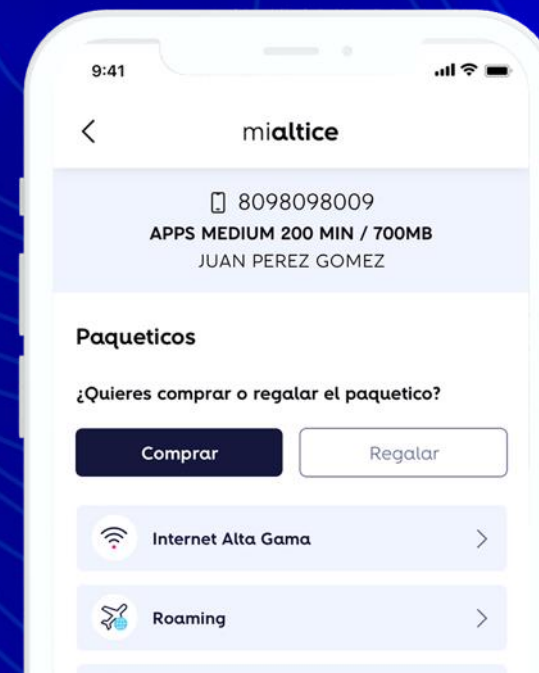 9:41
mialtice
8098098009
APPS MEDIUM 200 MIN / 700MB
JUAN PEREZ GOMEZ
Paqueticos
¿Quieres comprar o regalar el paquetico?
Comprar
Regalar
Internet Alta Gama
Roaming